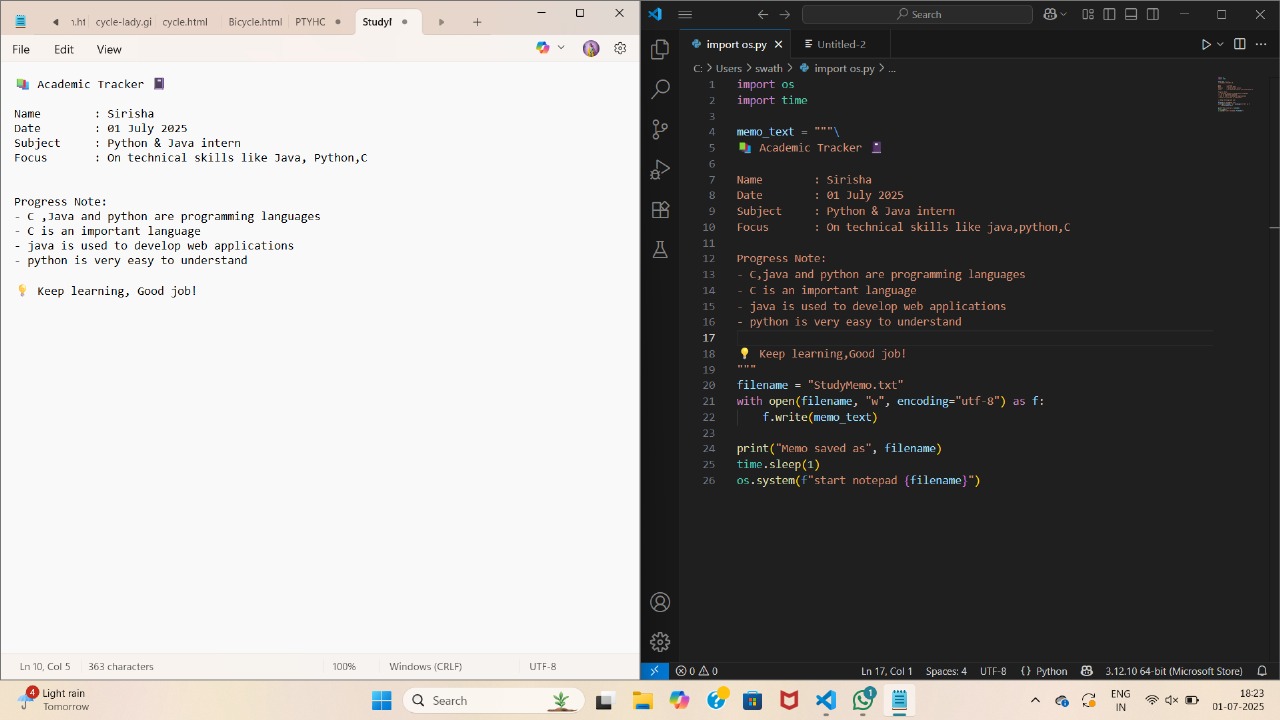 ı.hti
cycle-lady.gi
cycle.html
Bicycle.html
PTYHC
StudyI
File
Edit
View
📚 Academic Tracker 📓
Name : Sirisha
Date : 01 July 2025
Subject : Python & Java intern
Focus : On technical skills like Java, Python,C
Progress Note:
- C ,Java and python are programming languages
- C is an important language
- java is used to develop web applications
- python is very easy to understand
💡 Keep learning, Good job!
Ln 10, Col 5
363 characters
100%
Windows (CRLF)
UTF-8
Search
import os.py
Untitled-2
C: > Users > swath > import os.py > ...
1 import os
2 import time
3
4 memo_text = """\
5 📚 Academic Tracker 📓
6
7 Name : Sirisha
8 Date : 01 July 2025
9 Subject : Python & Java intern
10 Focus : On technical skills like java,python,C
11
12 Progress Note:
13 - C,java and python are programming languages
14 - C is an important language
15 - java is used to develop web applications
16 - python is very easy to understand
17
18 💡 Keep learning,Good job!
19 """
20 filename = "StudyMemo.txt"
21 with open(filename, "w", encoding="utf-8") as f:
22 f.write(memo_text)
23
24 print("Memo saved as", filename)
25 time.sleep(1)
26 os.system(f"start notepad {filename}")
0 0
Ln 17, Col 1
Spaces: 4
UTF-8
{} Python
3.12.10 64-bit (Microsoft Store)
4
Light rain
Tomorrow
Search
1
ENG
IN
18:23
01-07-2025